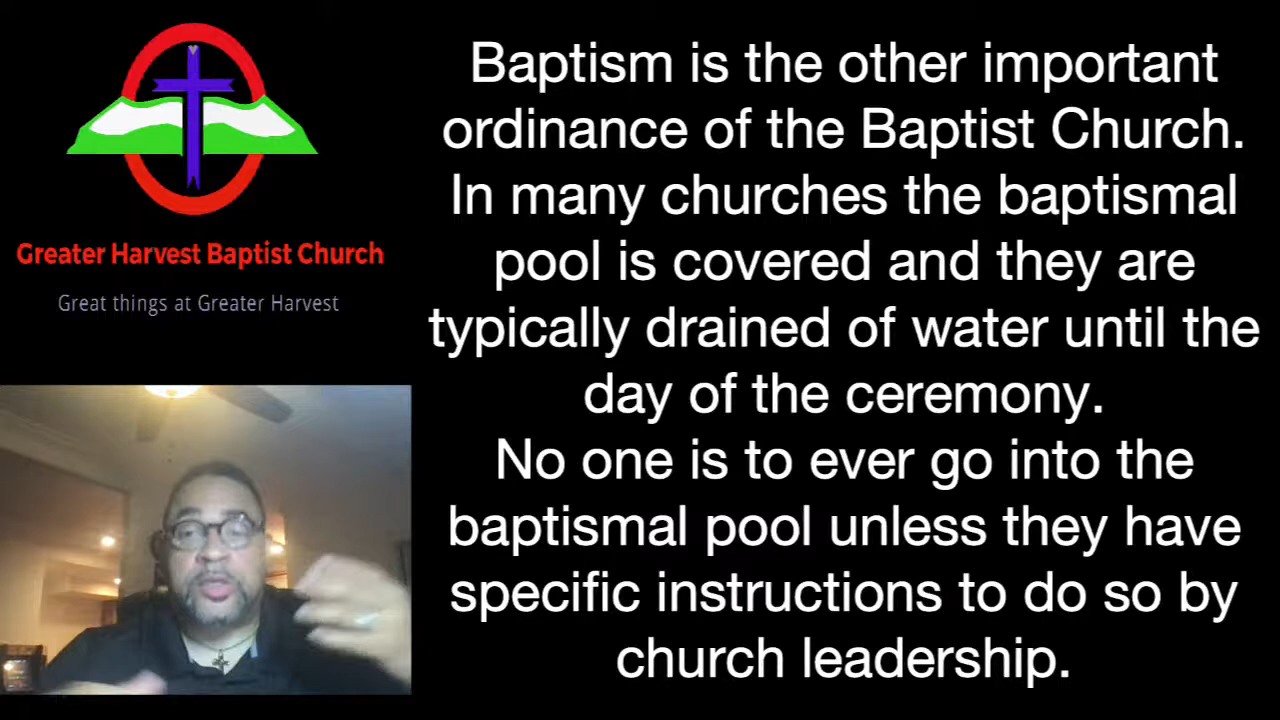 Greater Harvest Baptist Church
Great things at Greater Harvest
Baptism is the other important
ordinance of the Baptist Church.
In many churches the baptismal
pool is covered and they are
typically drained of water until the
day of the ceremony.
No one is to ever go into the
baptismal pool unless they have
specific instructions to do so by
church leadership.